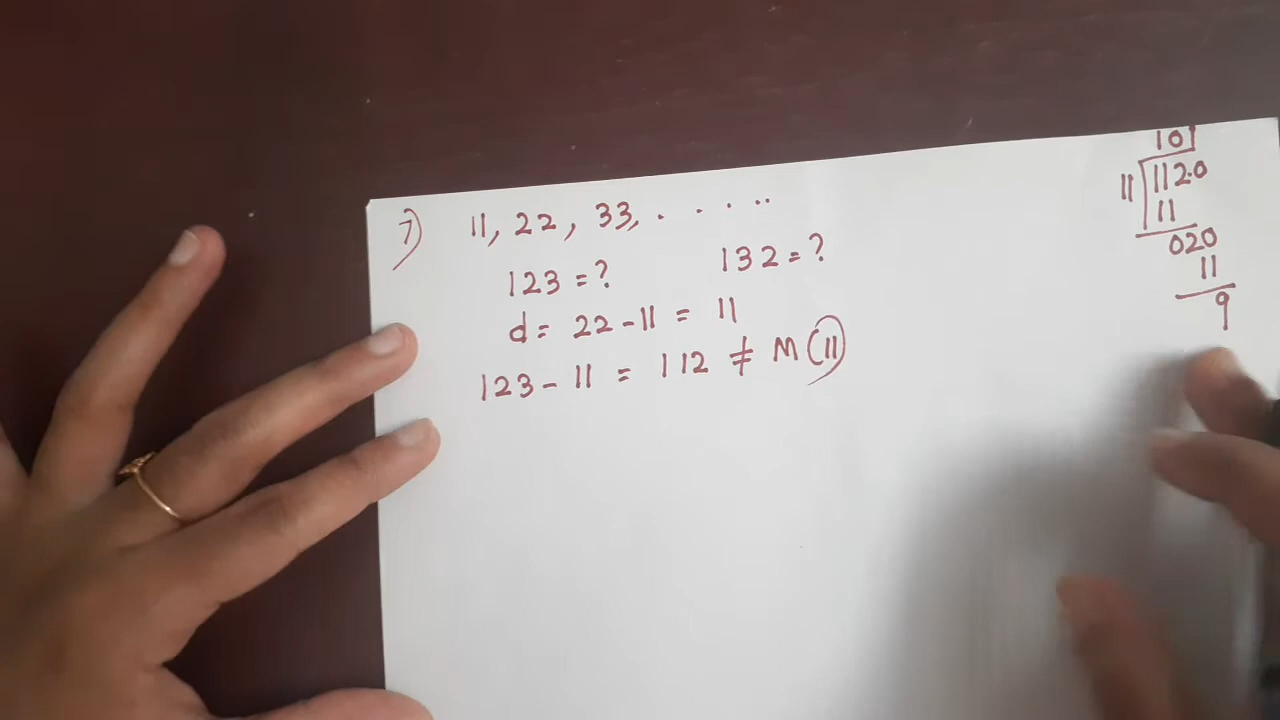 7) 11, 22, 33, . . . . .
123 = ? 132 = ?
d = 22 - 11 = 11
123 - 11 = 112 ≠ M(11)
101
11 112.0
11
020
11
9